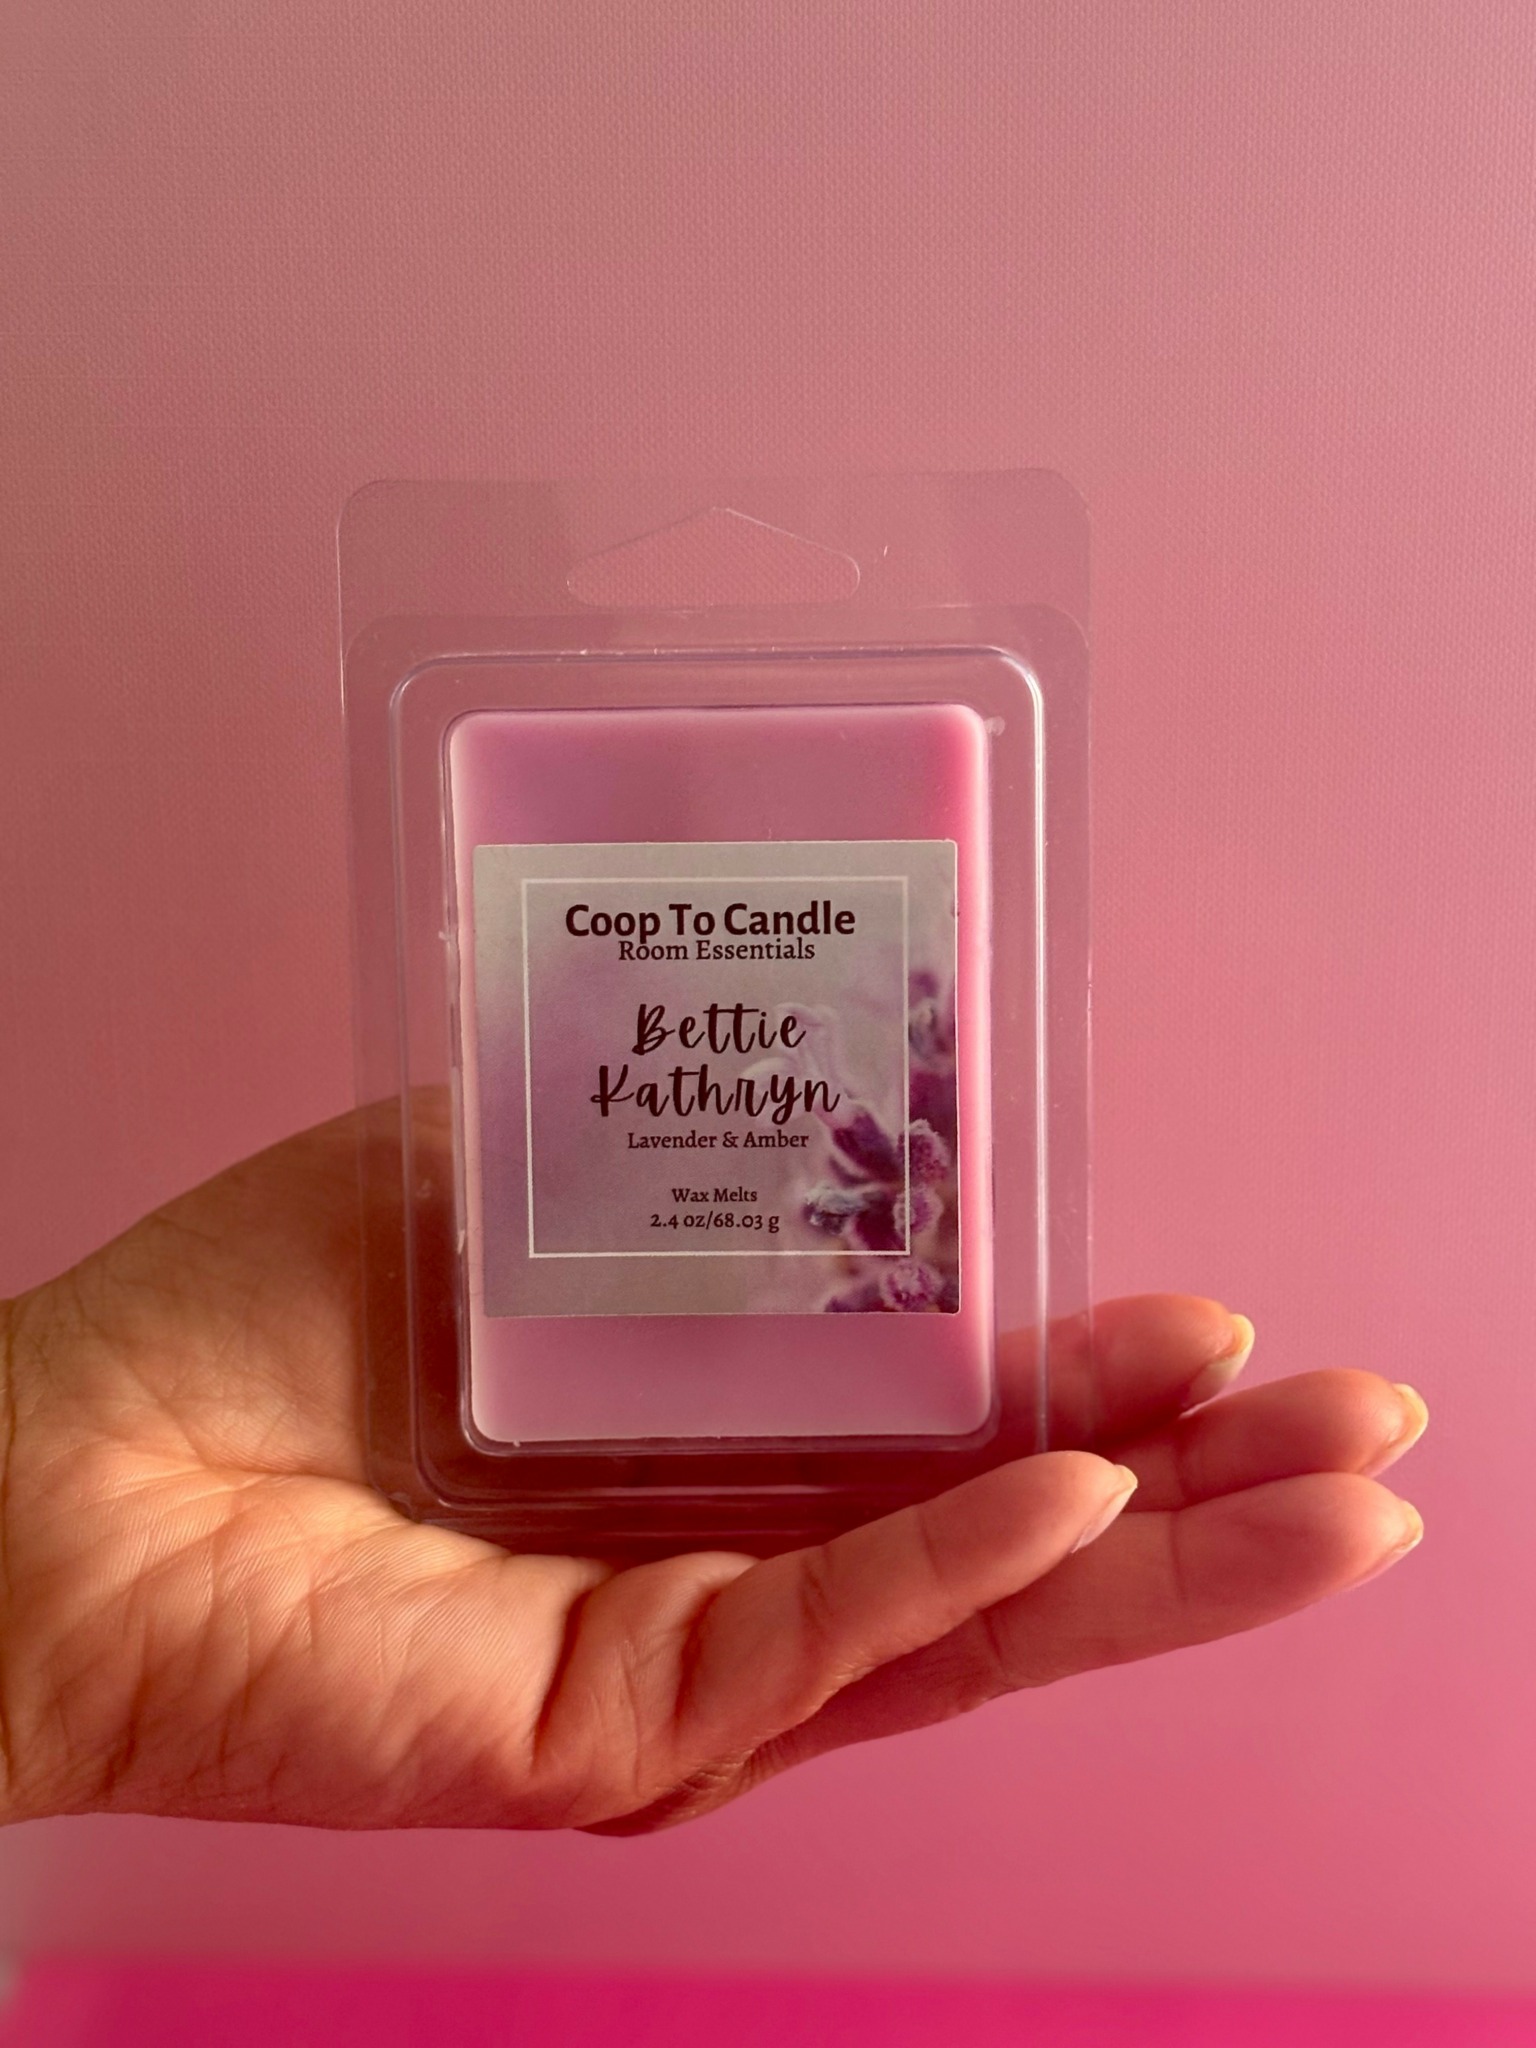 Coop To Candle
Room Essentials
Bettie
Kathryn
Lavender & Amber
Wax Melts
2.4 oz/68.03 g